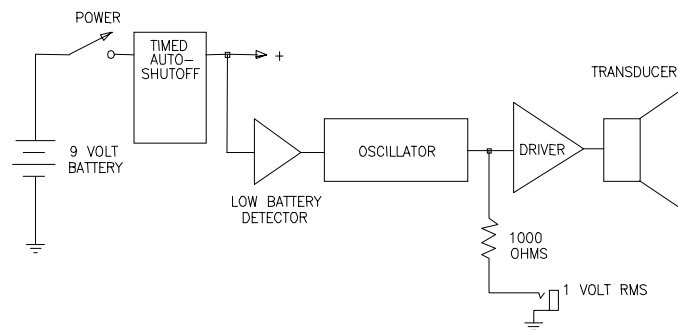 POWER
TIMED
AUTO-
SHUTOFF
+
TRANSDUCER
9 VOLT
BATTERY
OSCILLATOR
DRIVER
LOW BATTERY
DETECTOR
1000
OHMS
1 VOLT RMS